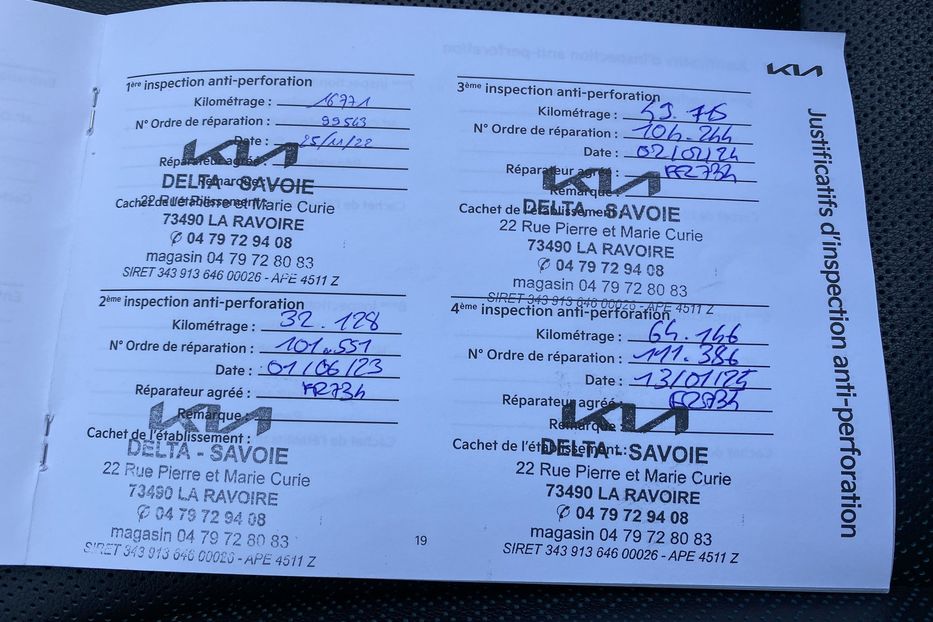 KIA
Justificatifs d'inspection anti-perforation
1ère inspection anti-perforation
Kilométrage : 16771
N° Ordre de réparation : 99543
Date : 25/11/22
Réparateur agréé :
Remarque :
Cachet de l'établissement :
KIA
DELTA - SAVOIE
22 Rue Pierre et Marie Curie
73490 LA RAVOIRE
✆ 04 79 72 94 08
magasin 04 79 72 80 83
SIRET 343 913 646 00026 - APE 4511 Z
2ème inspection anti-perforation
Kilométrage : 32.128
N° Ordre de réparation : 101.551
Date : 01/06/23
Réparateur agréé : FR734
Remarque :
Cachet de l'établissement :
KIA
DELTA - SAVOIE
22 Rue Pierre et Marie Curie
73490 LA RAVOIRE
✆ 04 79 72 94 08
magasin 04 79 72 80 83
SIRET 343 913 646 00026 - APE 4511 Z
3ème inspection anti-perforation
Kilométrage :
N° Ordre de réparation : 104.244
Date : 02/02/24
Réparateur agréé : FR734
Remarque :
Cachet de l'établissement :
KIA
DELTA - SAVOIE
22 Rue Pierre et Marie Curie
73490 LA RAVOIRE
✆ 04 79 72 94 08
magasin 04 79 72 80 83
SIRET 343 913 646 00026 - APE 4511 Z
4ème inspection anti-perforation
Kilométrage : 64.146
N° Ordre de réparation : 111.386
Date : 13/01/25
Réparateur agréé : FR734
Remarque :
Cachet de l'établissement :
KIA
DELTA - SAVOIE
22 Rue Pierre et Marie Curie
73490 LA RAVOIRE
✆ 04 79 72 94 08
magasin 04 79 72 80 83
SIRET 343 913 646 00026 - APE 4511 Z
19